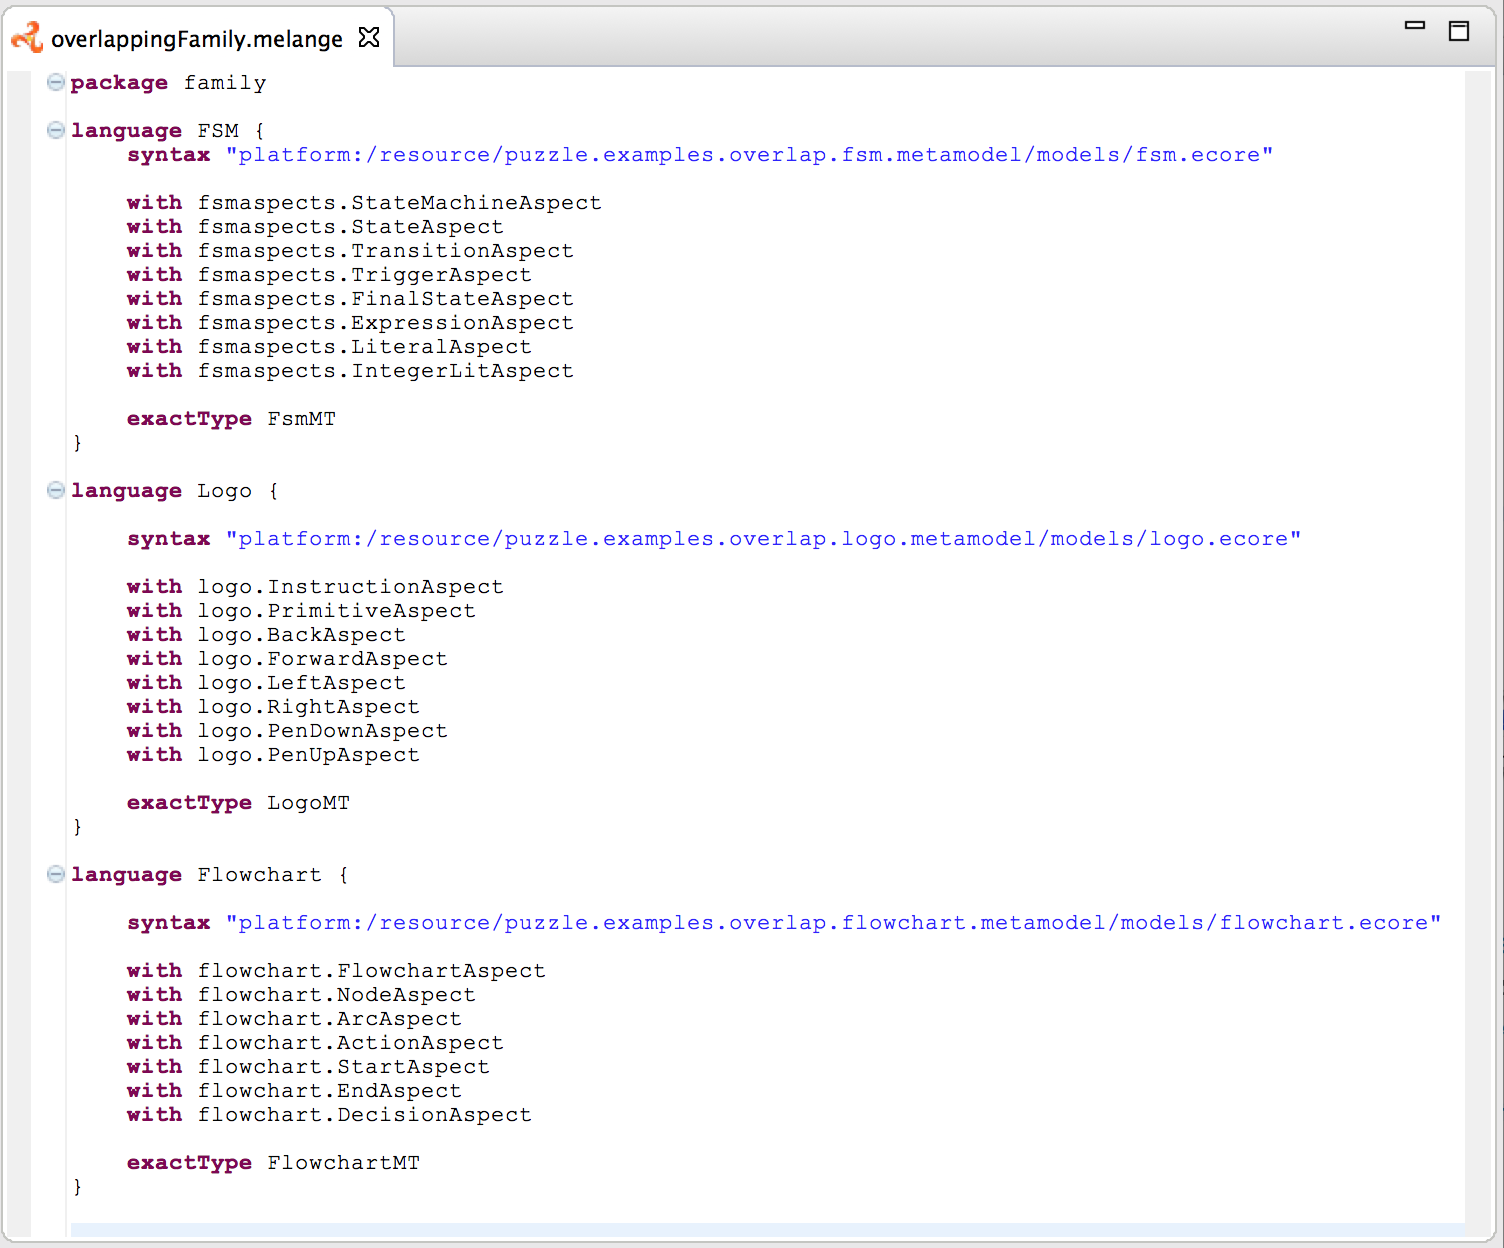 overlappingFamily.melange
package family
language FSM {
syntax "platform:/resource/puzzle.examples.overlap.fsm.metamodel/models/fsm.ecore"
with fsmaspects.StateMachineAspect
with fsmaspects.StateAspect
with fsmaspects.TransitionAspect
with fsmaspects.TriggerAspect
with fsmaspects.FinalStateAspect
with fsmaspects.ExpressionAspect
with fsmaspects.LiteralAspect
with fsmaspects.IntegerLitAspect
exactType FsmMT
}
language Logo {
syntax "platform:/resource/puzzle.examples.overlap.logo.metamodel/models/logo.ecore"
with logo.InstructionAspect
with logo.PrimitiveAspect
with logo.BackAspect
with logo.ForwardAspect
with logo.LeftAspect
with logo.RightAspect
with logo.PenDownAspect
with logo.PenUpAspect
exactType LogoMT
}
language Flowchart {
syntax "platform:/resource/puzzle.examples.overlap.flowchart.metamodel/models/flowchart.ecore"
with flowchart.FlowchartAspect
with flowchart.NodeAspect
with flowchart.ArcAspect
with flowchart.ActionAspect
with flowchart.StartAspect
with flowchart.EndAspect
with flowchart.DecisionAspect
exactType FlowchartMT
}